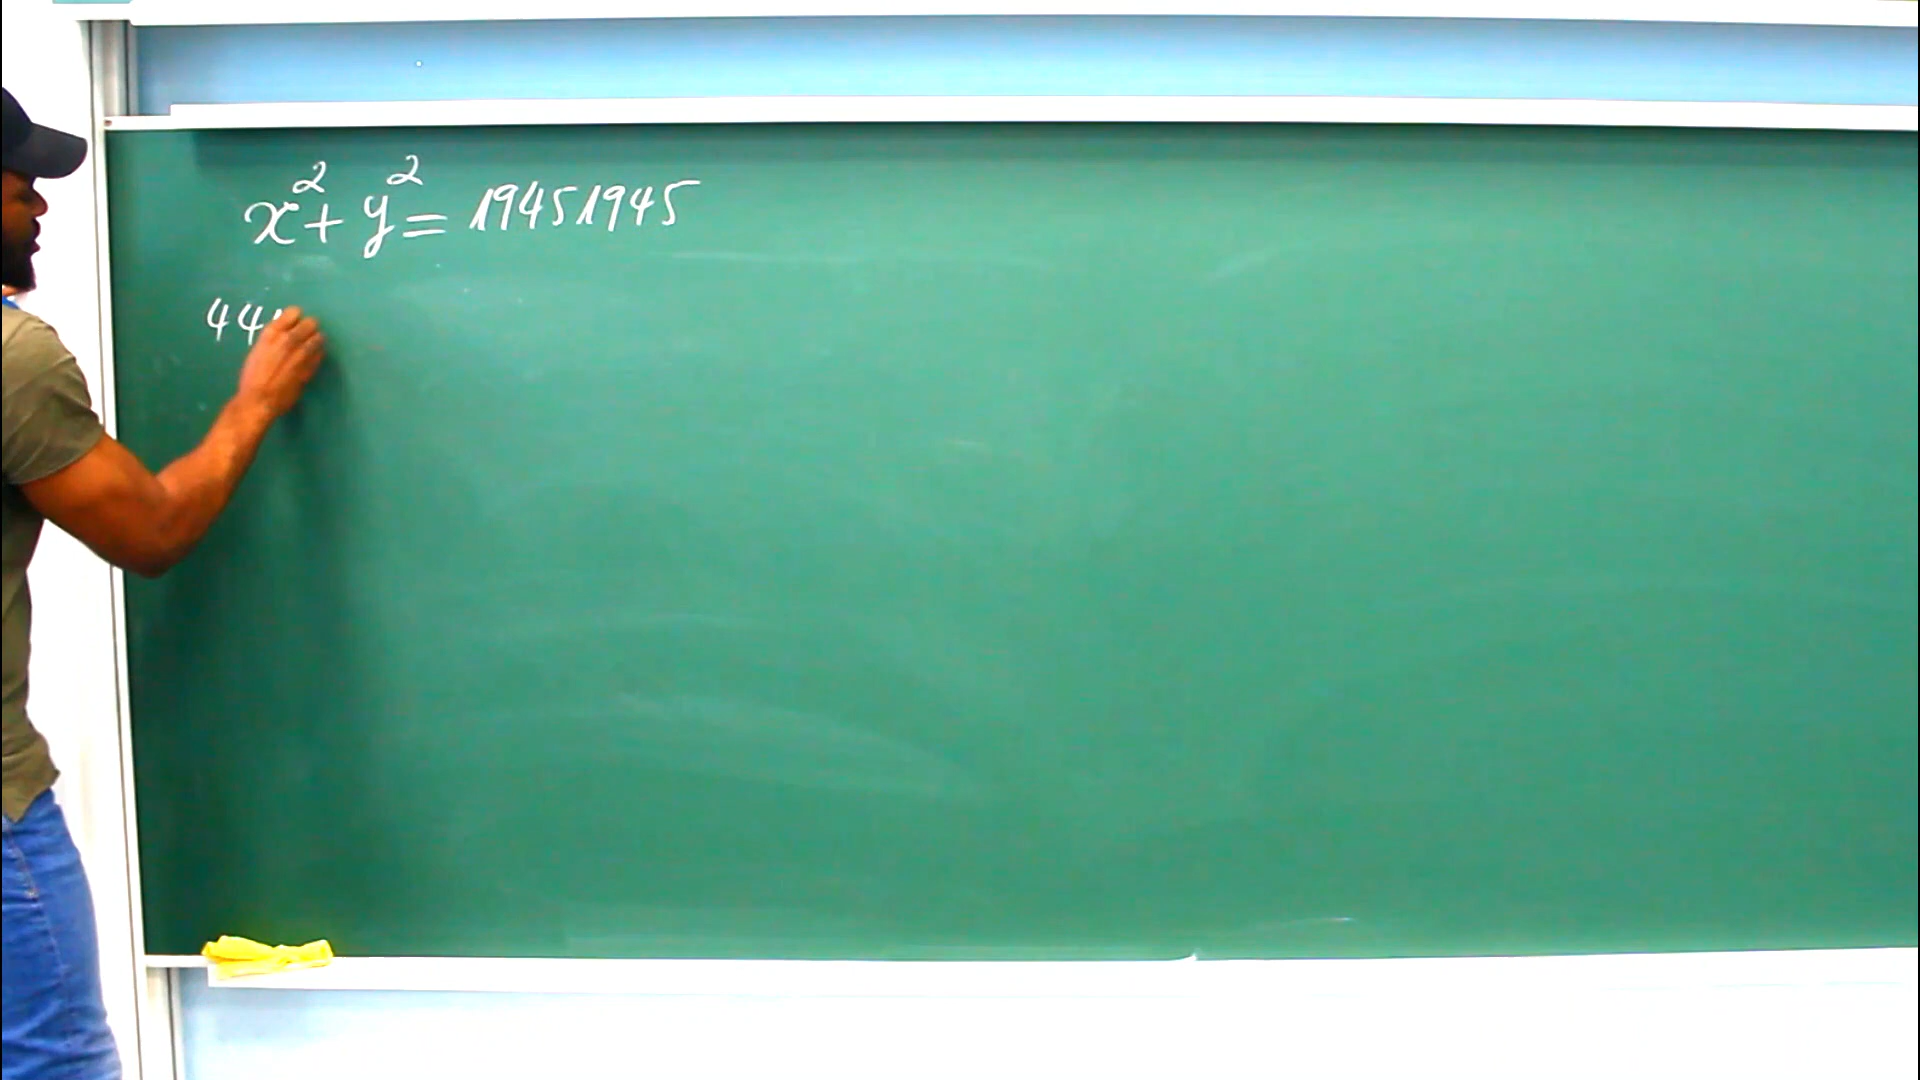 x² + y² = 19451945
44